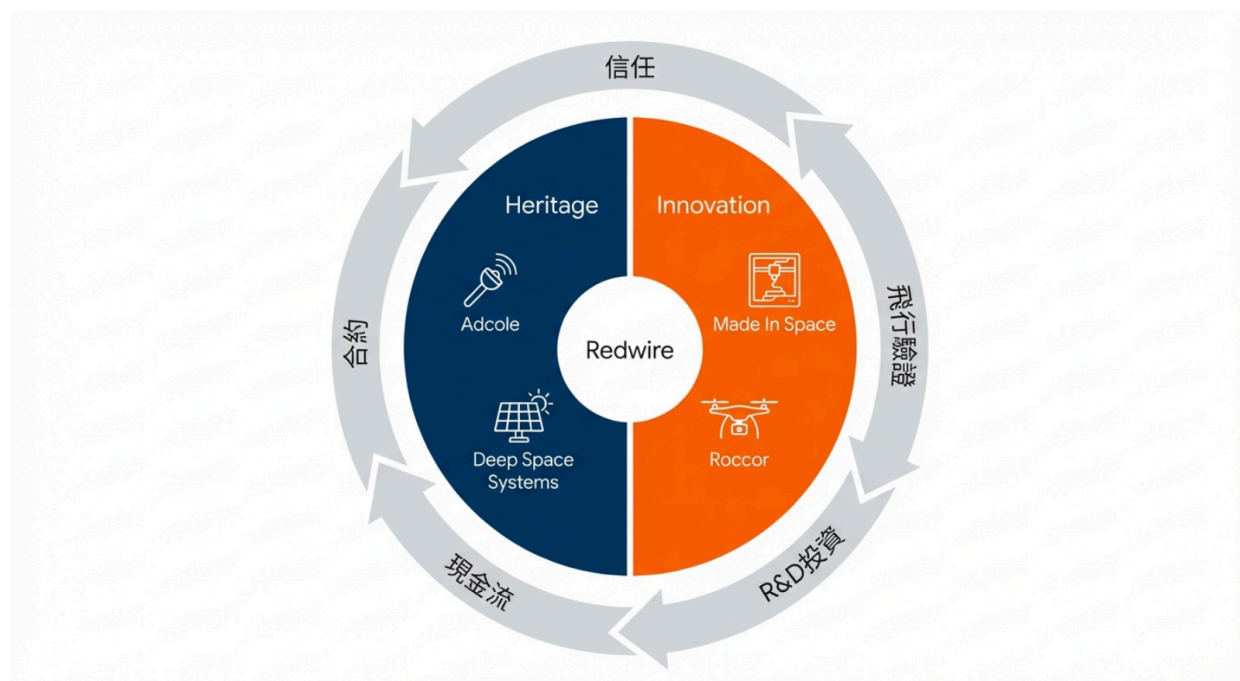 信任
Heritage
Innovation
Adcole
Made In Space
Redwire
合約
飛行驗證
Deep Space
Systems
Roccor
現金流
R&D投資